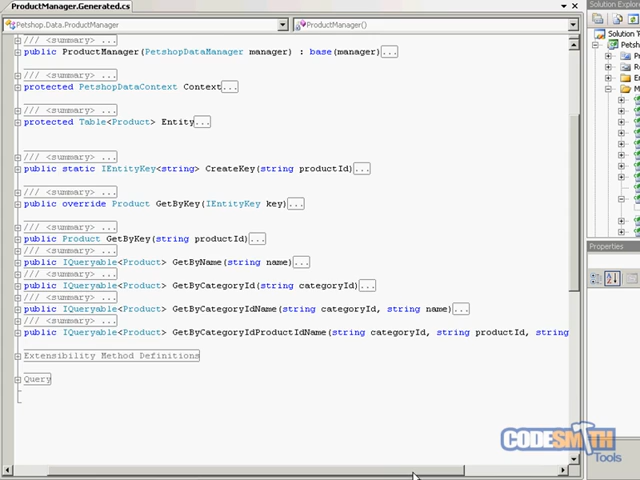 ProductManager.Generated.cs
Solution Explorer
Petshop.Data.ProductManager
ProductManager()
Solution
/// <summary> ...
public ProductManager(PetshopDataManager manager) : base(manager)...
/// <summary> ...
protected PetshopDataContext Context...
/// <summary> ...
protected Table<Product> Entity...
/// <summary> ...
public static IEntityKey<string> CreateKey(string productId)...
/// <summary> ...
public override Product GetByKey(IEntityKey key)...
/// <summary> ...
public Product GetByKey(string productId)...
/// <summary> ...
public IQueryable<Product> GetByName(string name)...
/// <summary> ...
public IQueryable<Product> GetByCategoryId(string categoryId)...
/// <summary> ...
public IQueryable<Product> GetByCategoryIdName(string categoryId, string name)...
/// <summary> ...
public IQueryable<Product> GetByCategoryIdProductIdName(string categoryId, string productId, string
Extensibility Method Definitions
Query
Properties
CODESMITH
Tools